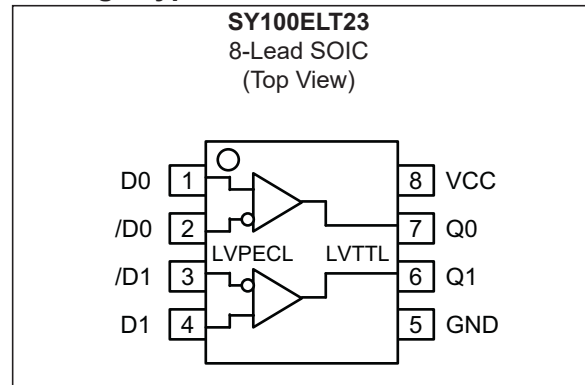 SY100ELT23
8-Lead SOIC
(Top View)
D0 1 8 VCC
/D0 2 7 Q0
LVPECL LVTTL
/D1 3 6 Q1
D1 4 5 GND